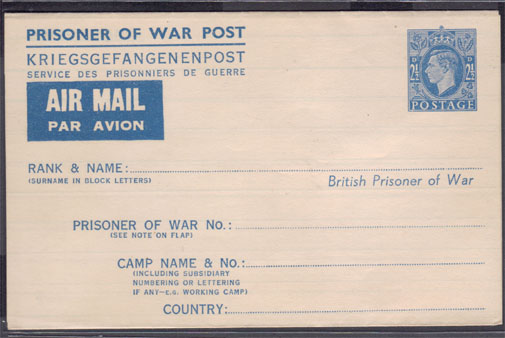 PRISONER OF WAR POST
KRIEGSGEFANGENENPOST
SERVICE DES PRISONNIERS DE GUERRE
AIR MAIL
PAR AVION
D D
2½ 2½
POSTAGE
RANK & NAME:
(SURNAME IN BLOCK LETTERS)
British Prisoner of War
PRISONER OF WAR No.:
(SEE NOTE ON FLAP)
CAMP NAME & No.:
(INCLUDING SUBSIDIARY
NUMBERING OR LETTERING
IF ANY—E.G. WORKING CAMP)
COUNTRY: